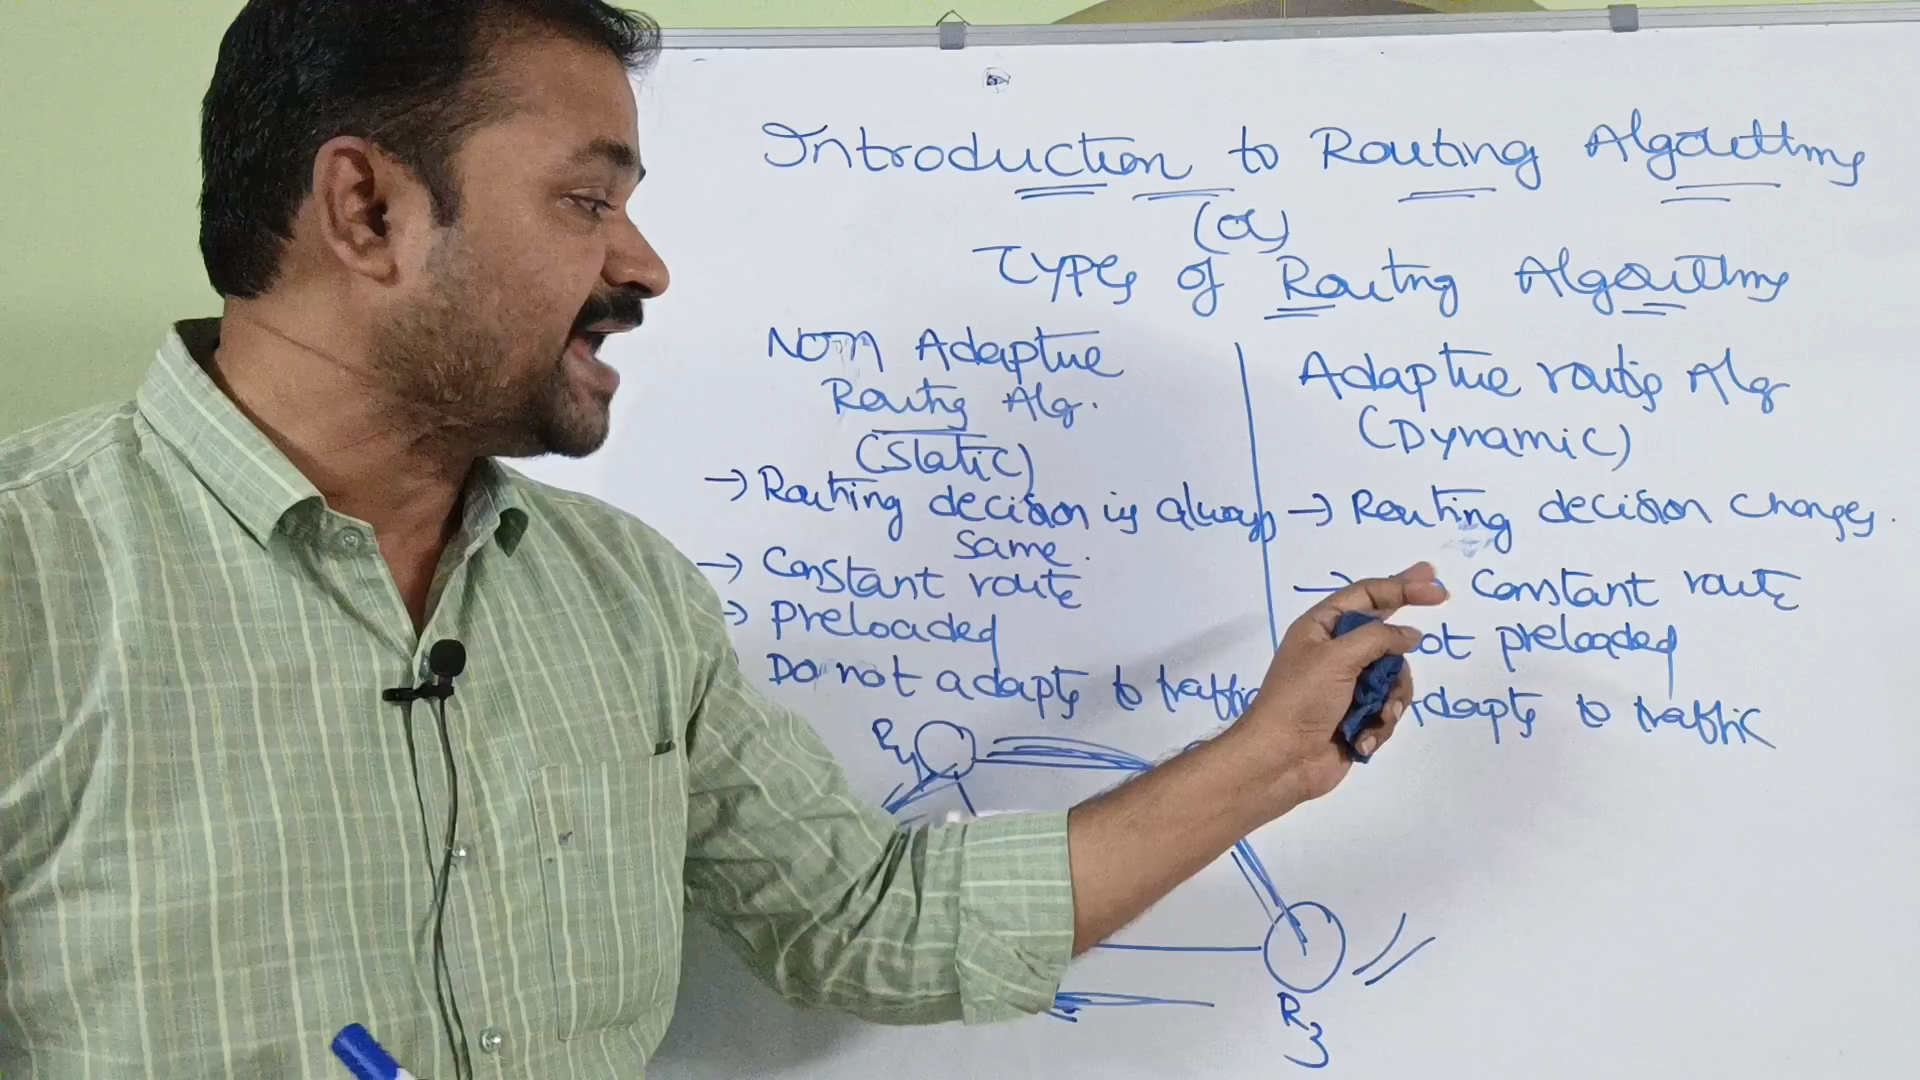 Introduction to Routing Algorithms
(or)
Types of Routing Algorithms
Non Adaptive
Routing Alg.
(Static)
→ Routing decision is always
same.
→ Constant route
→ Preloaded
Do not adapts to traffic
Adaptive routing Alg
(Dynamic)
→ Routing decision changes.
→ Constant route
preloaded
adapts to traffic
R4
R3